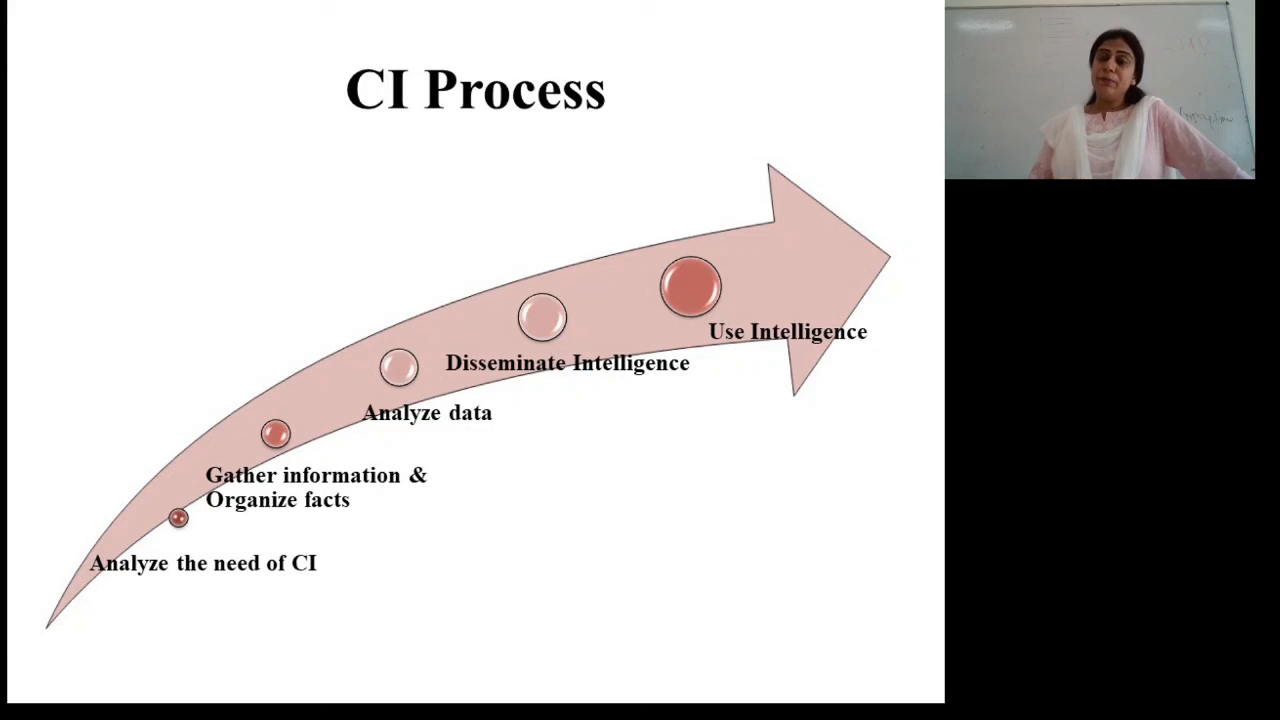 CI Process
Use Intelligence
Disseminate Intelligence
Analyze data
Gather information &
Organize facts
Analyze the need of CI